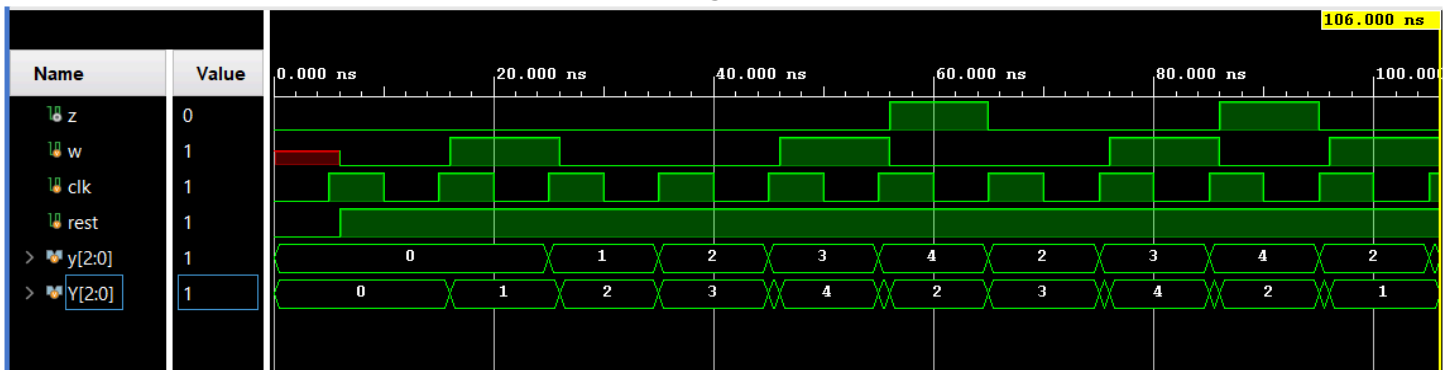 106.000 ns
Name Value 0.000 ns 20.000 ns 40.000 ns 60.000 ns 80.000 ns 100.00
z 0
w 1
clk 1
rest 1
y[2:0] 1 0 1 2 3 4 2 3 4 2
Y[2:0] 1 0 1 2 3 4 2 3 4 2 1